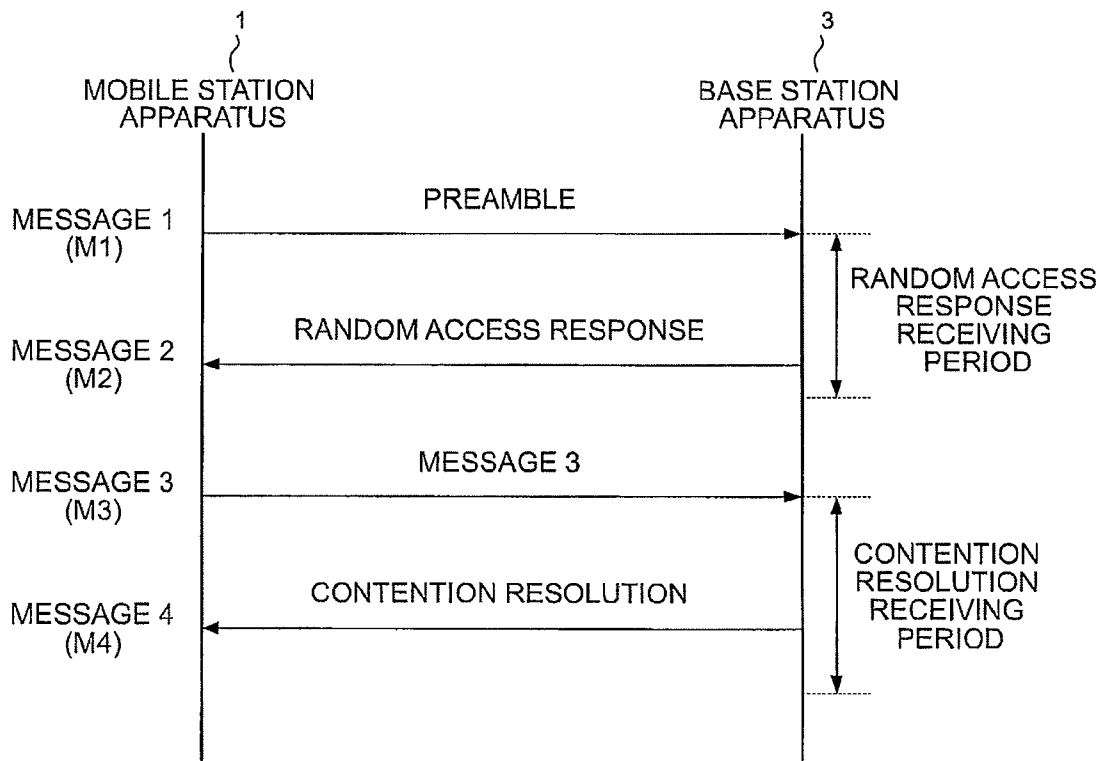 1
3
MOBILE STATION
APPARATUS
BASE STATION
APPARATUS
PREAMBLE
MESSAGE 1
(M1)
RANDOM ACCESS
RESPONSE
RECEIVING
PERIOD
RANDOM ACCESS RESPONSE
MESSAGE 2
(M2)
MESSAGE 3
MESSAGE 3
(M3)
CONTENTION
RESOLUTION
RECEIVING
PERIOD
CONTENTION RESOLUTION
MESSAGE 4
(M4)